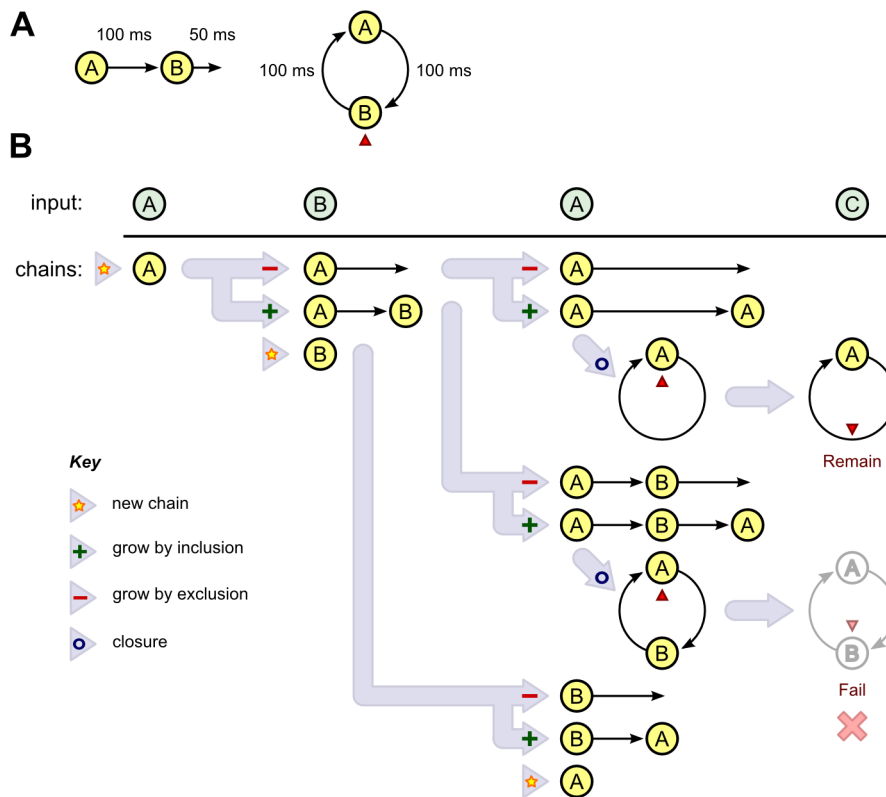 A
100 ms 50 ms
A B
A
100 ms 100 ms
B
B
input: A B A C
chains: A A A
A B A A
B A A
Remain
Key
A B
new chain
A B A
grow by inclusion
A A
grow by exclusion
closure
B B
Fail
B
B A
A